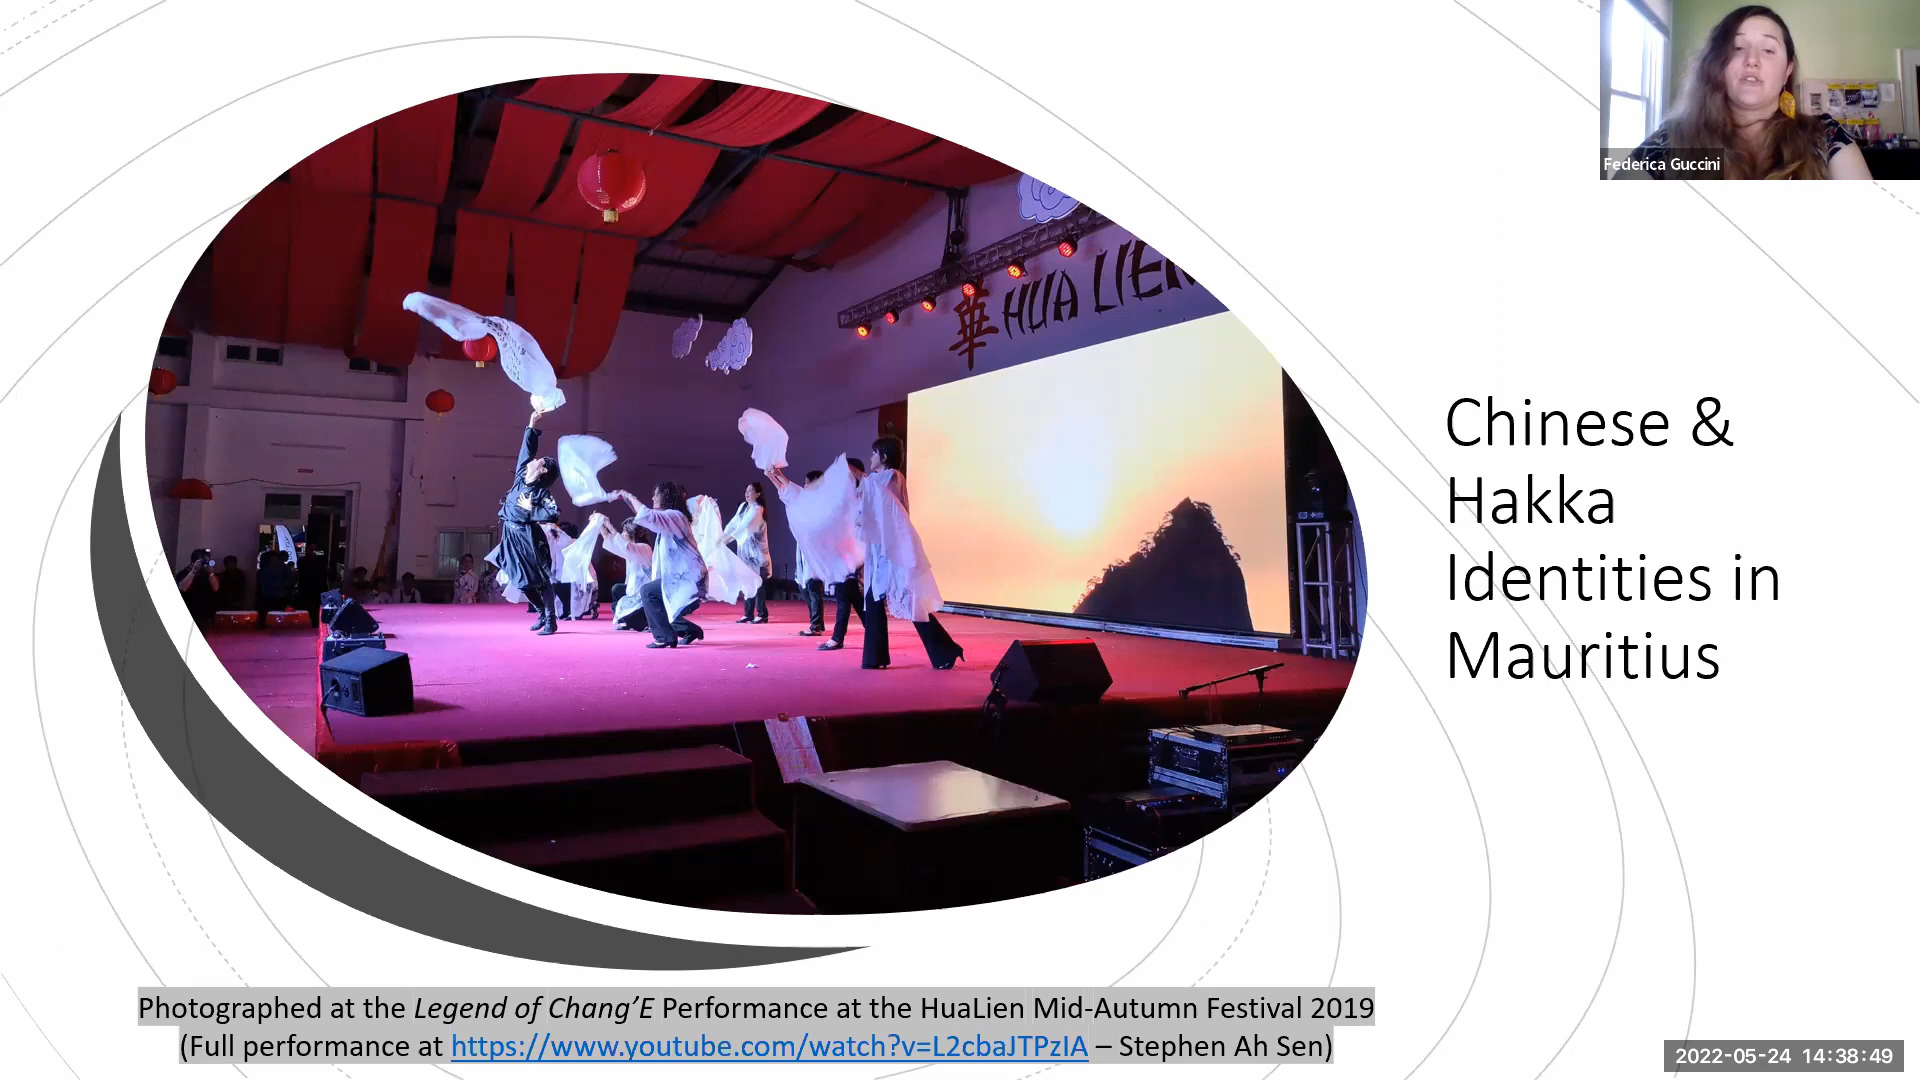 Federica Guccini
華 HUA LIEN
Chinese &
Hakka
Identities in
Mauritius
Photographed at the Legend of Chang’E Performance at the HuaLien Mid-Autumn Festival 2019
(Full performance at https://www.youtube.com/watch?v=L2cbaJTPzIA – Stephen Ah Sen)
2022-05-24 14:38:49